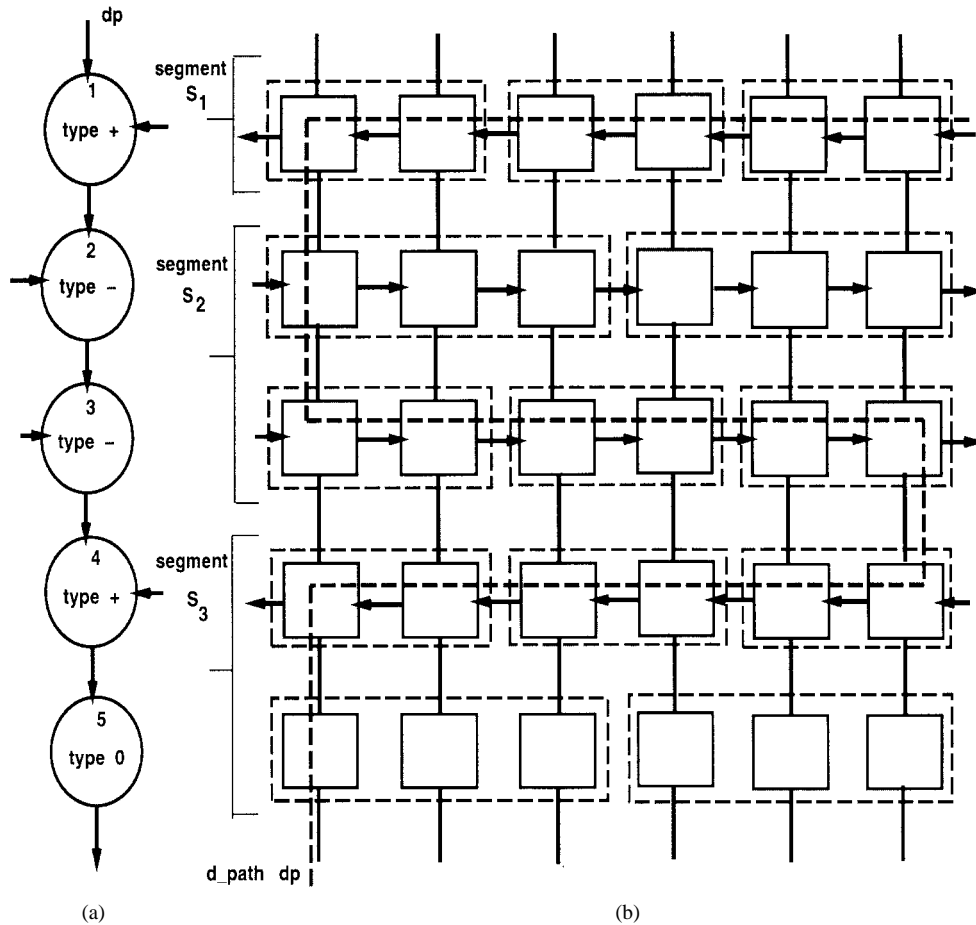 dp
1
type +
2
type –
3
type –
4
type +
5
type 0
segment
S1
segment
S2
segment
S3
d_path dp
(a)
(b)